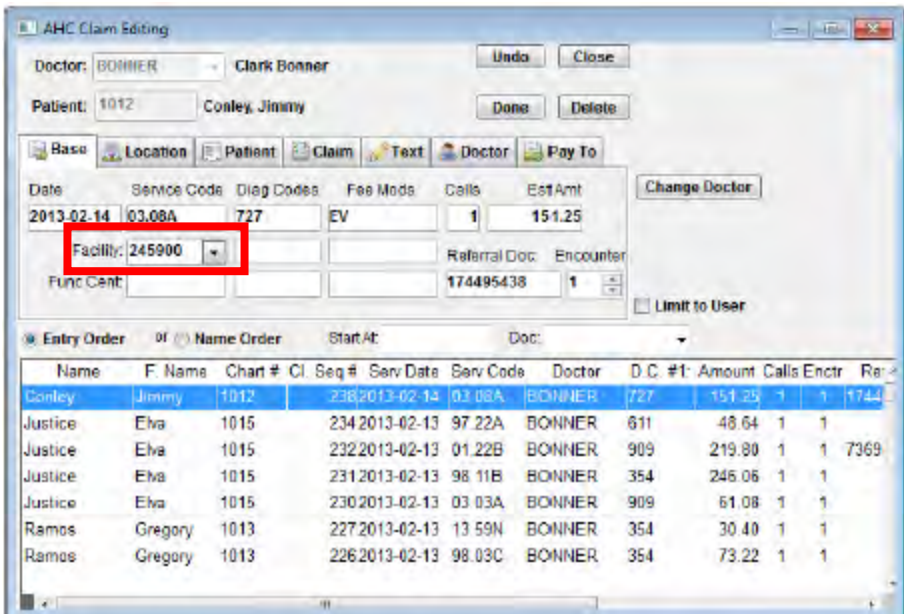 AHC Claim Editing
Doctor: BONNER Clark Bonner Undo Close
Patient: 1012 Conley, Jimmy Done Delete
Base Location Patient Claim Text Doctor Pay To
Date Service Code Diag Codes Fee Mods Calls Est Amt Change Doctor
2013-02-14 03.08A 727 EV 1 151.25
Facility: 245900 Referral Doc: Encounter
Func Cent: 174495438 1
Limit to User
Entry Order or Name Order Start At: Doc:
Name F. Name Chart # Cl. Seq # Serv Date Serv Code Doctor D.C. #1: Amount Calls Enctr
Conley Jimmy 1012 238 2013-02-14 03.08A BONNER 727 151.25 1 1 1744
Justice Elva 1015 234 2013-02-13 97.22A BONNER 611 48.64 1 1
Justice Elva 1015 232 2013-02-13 01.22B BONNER 909 219.80 1 1 7369
Justice Elva 1015 231 2013-02-13 98.11B BONNER 354 246.06 1 1
Justice Elva 1015 230 2013-02-13 03.03A BONNER 909 61.08 1 1
Ramos Gregory 1013 227 2013-02-13 13.59N BONNER 354 30.40 1 1
Ramos Gregory 1013 226 2013-02-13 98.03C BONNER 354 73.22 1 1